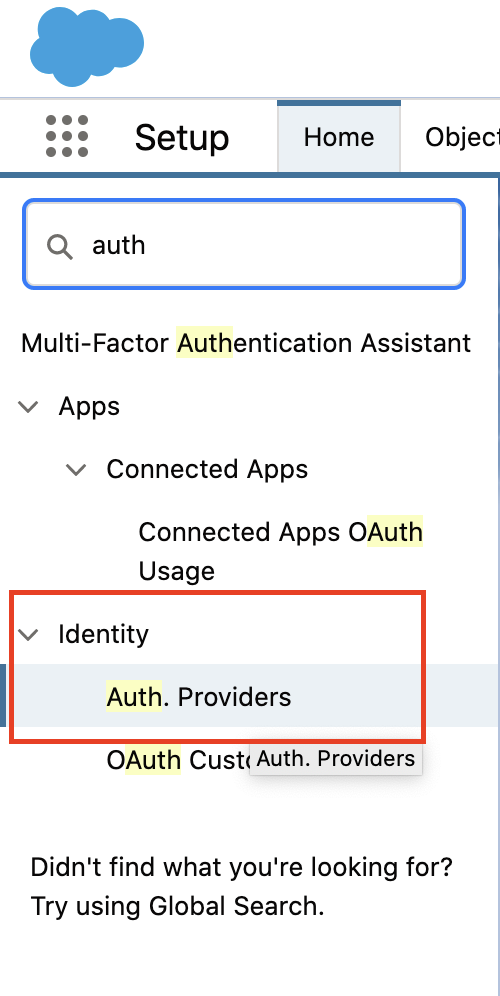 Setup
Home
Object
auth
Multi-Factor Authentication Assistant
Apps
Connected Apps
Connected Apps OAuth
Usage
Identity
Auth. Providers
OAuth Custo
Auth. Providers
Didn't find what you're looking for?
Try using Global Search.